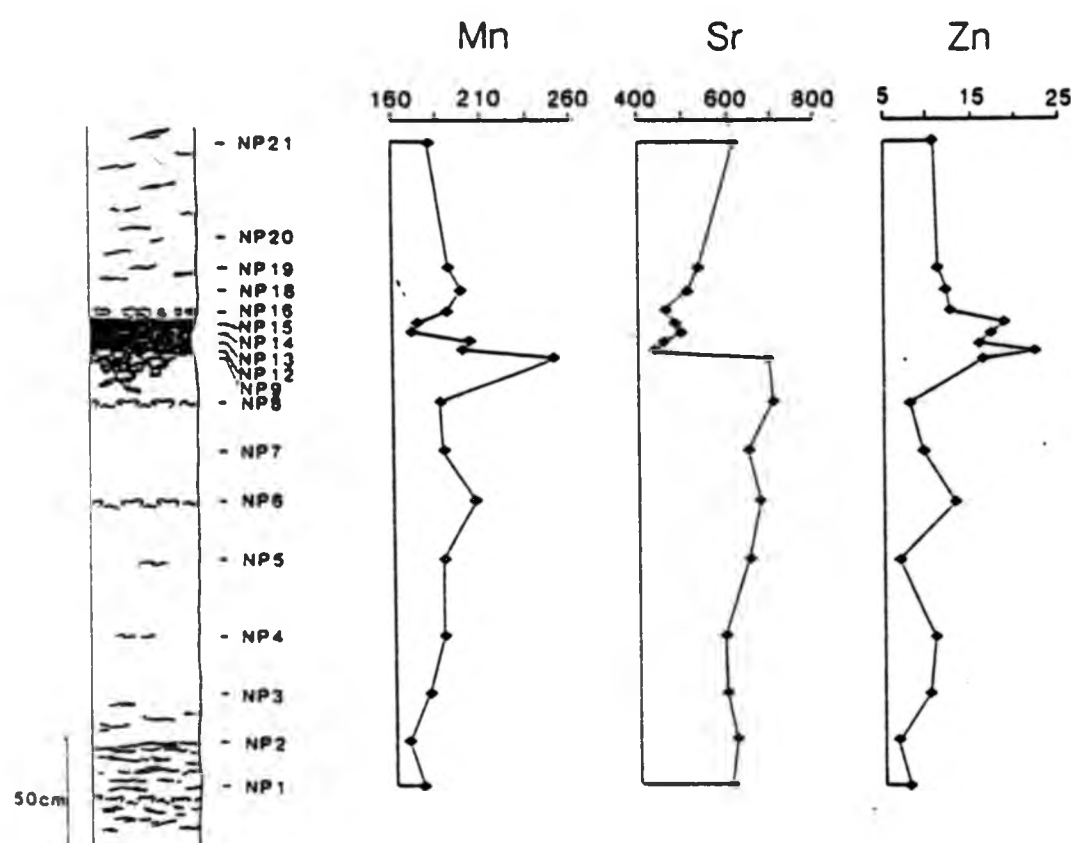 Mn Sr Zn
160 210 260 400 600 800 5 15 25
- NP21
- NP20
- NP19
- NP18
- NP16
NP15
NP14
NP13
NP12
NP9
- NP8
- NP7
- NP6
- NP5
- NP4
- NP3
- NP2
- NP1
50cm